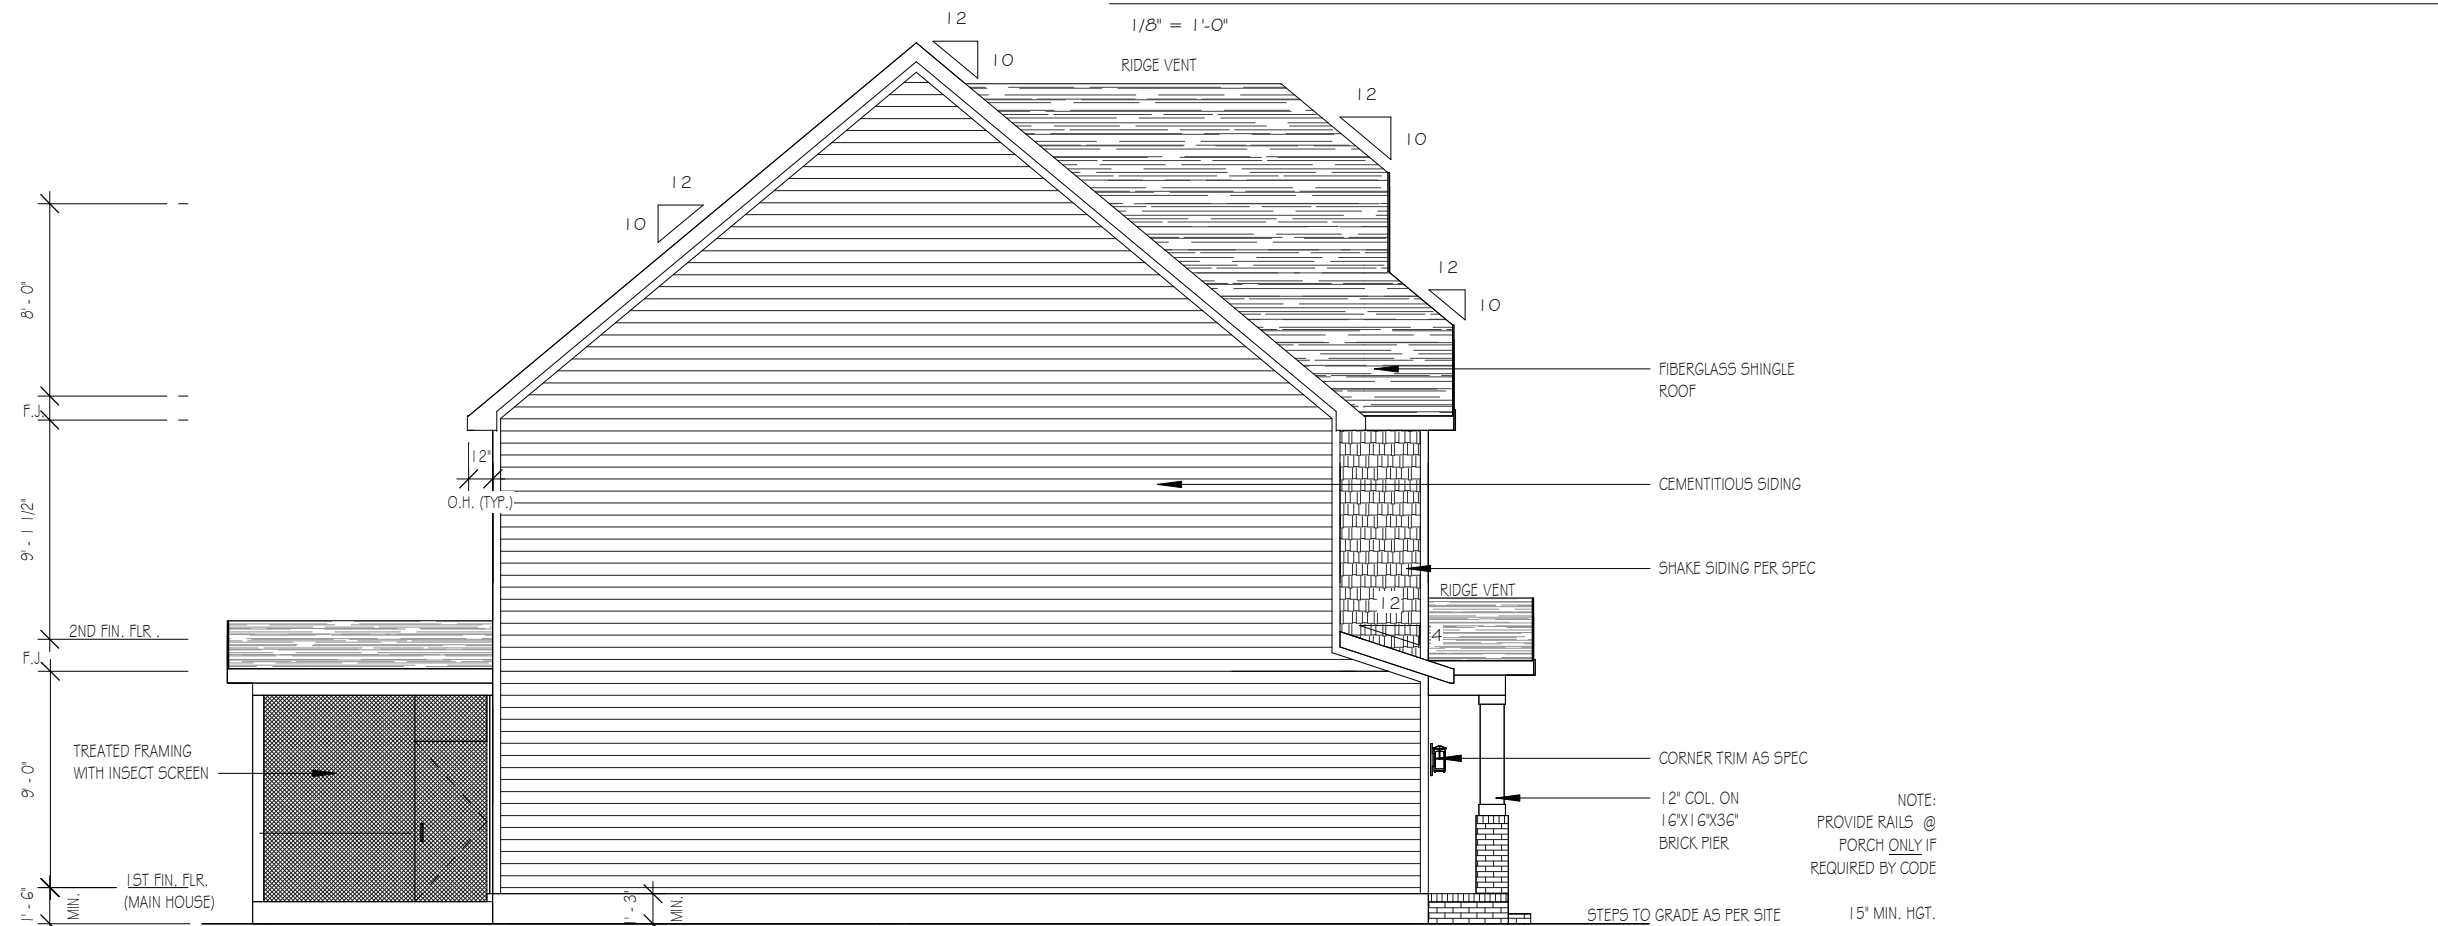 1/8" = 1'-0"
12
10
RIDGE VENT
12
10
12
10
12
10
8' - 0"
F.J.
9' - 1 1/2"
12"
O.H. (TYP.)
FIBERGLASS SHINGLE
ROOF
CEMENTITIOUS SIDING
SHAKE SIDING PER SPEC
RIDGE VENT
12
4
2ND FIN. FLR .
F.J.
9' - 0"
TREATED FRAMING
WITH INSECT SCREEN
CORNER TRIM AS SPEC
12" COL. ON
16"X16"X36"
BRICK PIER
NOTE:
PROVIDE RAILS @
PORCH ONLY IF
REQUIRED BY CODE
1ST FIN. FLR.
(MAIN HOUSE)
1' - 6"
MIN.
1' - 3"
MIN.
STEPS TO GRADE AS PER SITE
15" MIN. HGT.